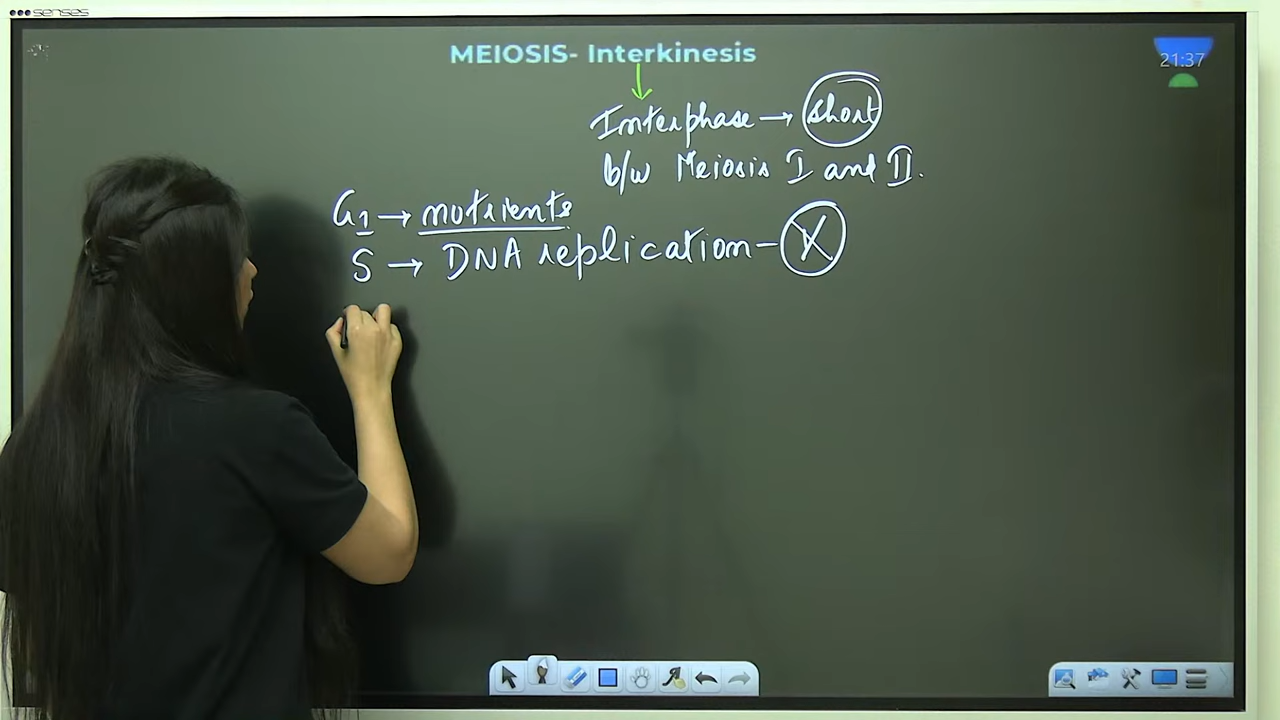 senses
MEIOSIS- Interkinesis
21:37
Interphase → short
b/w Meiosis I and II.
G1 → nutrients
S → DNA replication - X